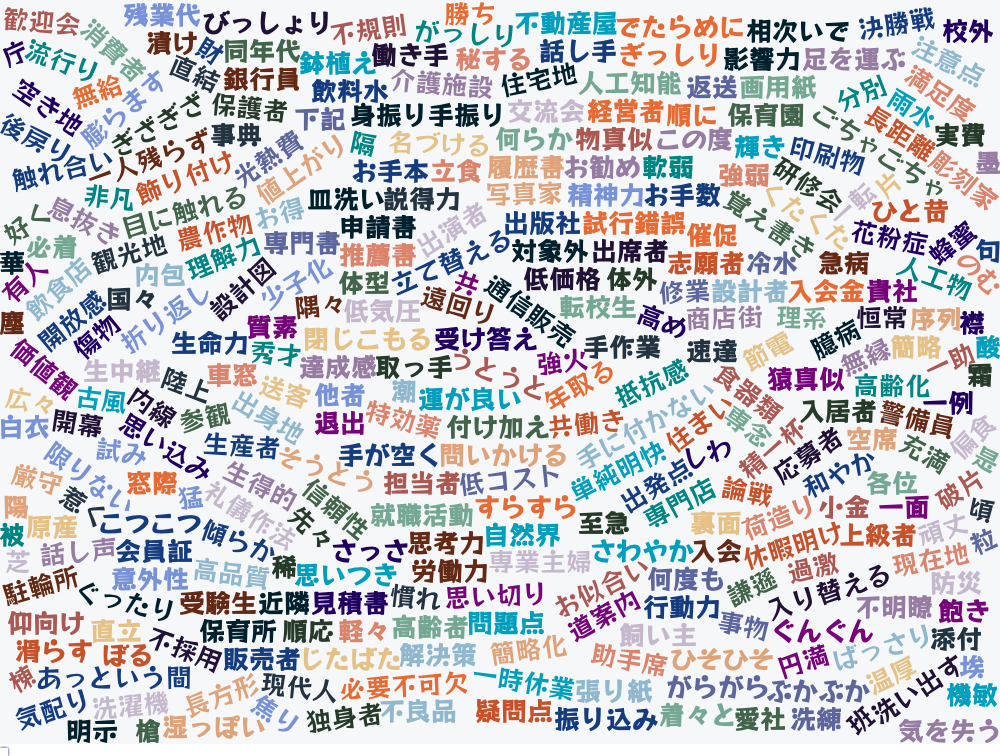 歓迎会
消費者
残業代
びっしょり
不規則
がっしり
勝ち
不動産屋
でたらめに
相次いで
決勝戦
校外
庁
流行り
漬け
財
同年代
鉢植え
働き手
秘する
話し手
ぎっしり
影響力
足を運ぶ
注意点
空き地
無給
膨らます
直結
銀行員
飲料水
介護施設
住宅地
人工知能
返送
画用紙
分別
雨水
満足度
後戻り
ぎざぎざ
保護者
下記
身振り手振り
交流会
経営者
順に
保育園
ごちゃごちゃ
長距離
実費
触れ合い
一人残らず
事典
光熱費
値上がり
隔
名づける
何らか
物真似
この度
輝き
印刷物
彫刻家
墨
非凡
飾り付け
お手本
立食
履歴書
お勧め
軟弱
強弱
研修会
一転
片
好く
息抜き
目に触れる
お得
皿洗い
説得力
写真家
精神力
お手数
覚え書き
くたくた
ひと昔
必着
観光地
農作物
専門書
申請書
推薦書
出演者
出版社
試行錯誤
催促
花粉症
蜂蜜
句
華
有人
飲食店
内包
理解力
少子化
体型
立て替える
対象外
出席者
志願者
冷水
急病
人工物
のむ
開放感
国々
折り返し
設計図
隅々
低気圧
遠回り
共
通信販売
低価格
体外
転校生
修業
設計者
入会金
貴社
塵
傷物
生命力
質素
閉じこもる
受け答え
手作業
高め
商店街
理系
臆病
恒常
序列
襟
価値観
生中継
車窓
秀才
達成感
取っ手
うとうと
強火
速達
節電
無縁
簡略
一助
酸
霜
広々
古風
陸上
送客
他者
潮
運が良い
年取る
抵抗感
食器類
猿真似
高齢化
一例
白衣
開幕
内線
参観
出身地
退出
特効薬
付け加え
共働き
手に付かない
住まい
専念
入居者
警備員
偏食
限りない
試み
思い込み
生産者
そうとう
手が空く
問いかける
単純明快
しわ
精一杯
応募者
空席
充満
昆
厳守
惹く
窓際
猛
生得的
礼儀作法
信頼性
担当者
低コスト
出発点
専門店
論戦
和やか
各位
破片
頃
陽
原産
こつこつ
傾らか
先々
就職活動
すらすら
自然界
至急
裏面
荷造り
小金
一面
頑丈
粒
被
芝
話し声
会員証
稀
さっさ
思考力
専業主婦
さわやか
入会
休暇明け
上級者
現在地
駐輪所
ぐったり
意外性
高品質
思いつき
労働力
お似合い
何度も
謙遜
過激
入り替える
防災
受験生
近隣
見積書
慣れ
思い切り
道案内
行動力
事物
不明瞭
飽き
仰向け
直立
不採用
保育所
順応
軽々
高齢者
問題点
飼い主
ぐんぐん
ばっさり
添付
滑らす
ぼる
販売者
じたばた
解決策
簡略化
助手席
ひそひそ
円満
温厚
埃
棟
あっという間
現代人
必要不可欠
一時休業
張り紙
がらがら
ぷかぷか
機敏
気配り
洗濯機
長方形
焦り
独身者
不良品
疑問点
振り込み
着々と
愛社
洗練
班
洗い出す
明示
槍
湿っぽい
気を失う